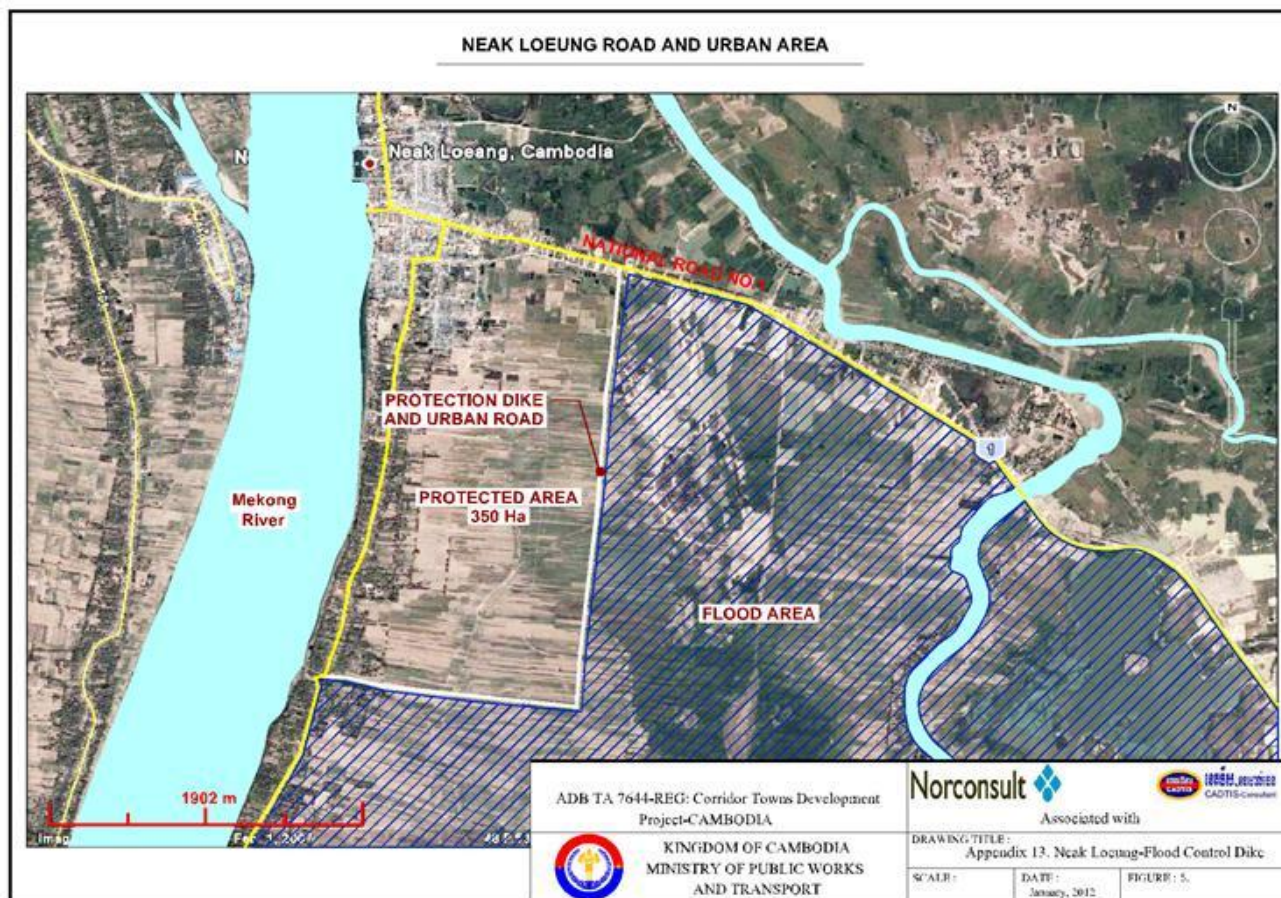 NEAK LOEUNG ROAD AND URBAN AREA
N
Neak Loeang, Cambodia
NATIONAL ROAD NO.1
PROTECTION DIKE
AND URBAN ROAD
PROTECTED AREA
350 Ha
Mekong
River
1
FLOOD AREA
1902 m
ADB TA 7644-REG: Corridor Towns Development
Project-CAMBODIA
KINGDOM OF CAMBODIA
MINISTRY OF PUBLIC WORKS
AND TRANSPORT
Norconsult
CADTIS
CADTIS-Consultant
Associated with
DRAWING TITLE :
Appendix 13. Neak Loeung-Flood Control Dike
SCALE :
DATE :
January, 2012
FIGURE : 5.